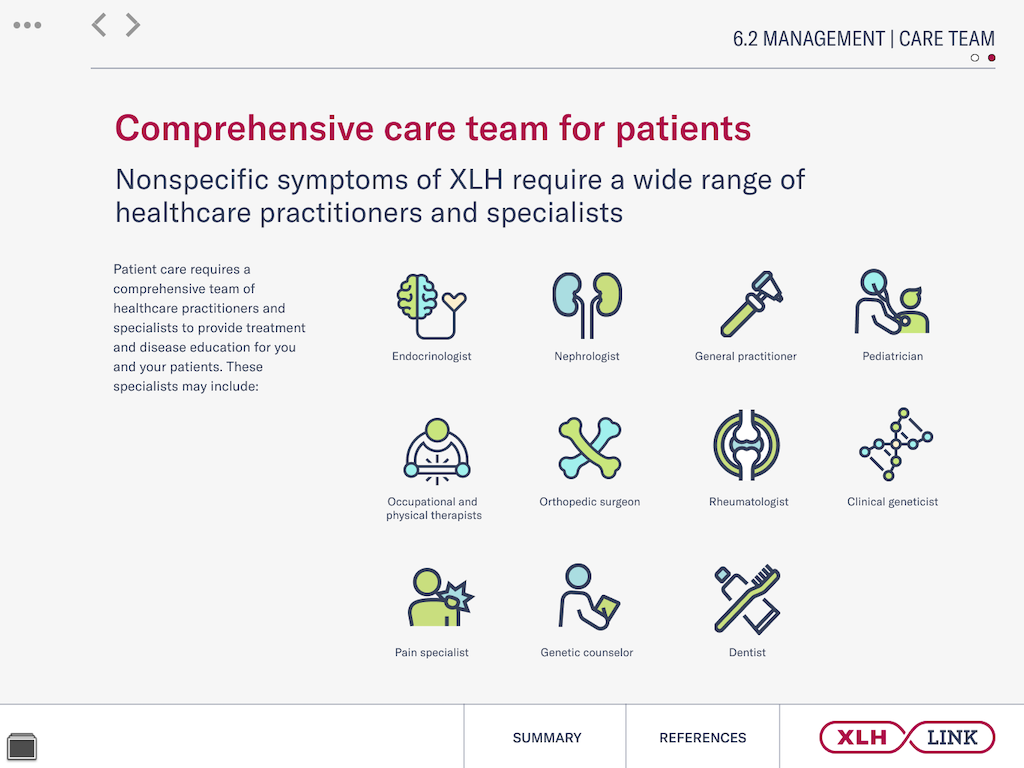 6.2 MANAGEMENT | CARE TEAM
Comprehensive care team for patients
Nonspecific symptoms of XLH require a wide range of
healthcare practitioners and specialists
Patient care requires a
comprehensive team of
healthcare practitioners and
specialists to provide treatment
and disease education for you
and your patients. These
specialists may include:
Endocrinologist
Nephrologist
General practitioner
Pediatrician
Occupational and
physical therapists
Orthopedic surgeon
Rheumatologist
Clinical geneticist
Pain specialist
Genetic counselor
Dentist
SUMMARY
REFERENCES
XLH LINK